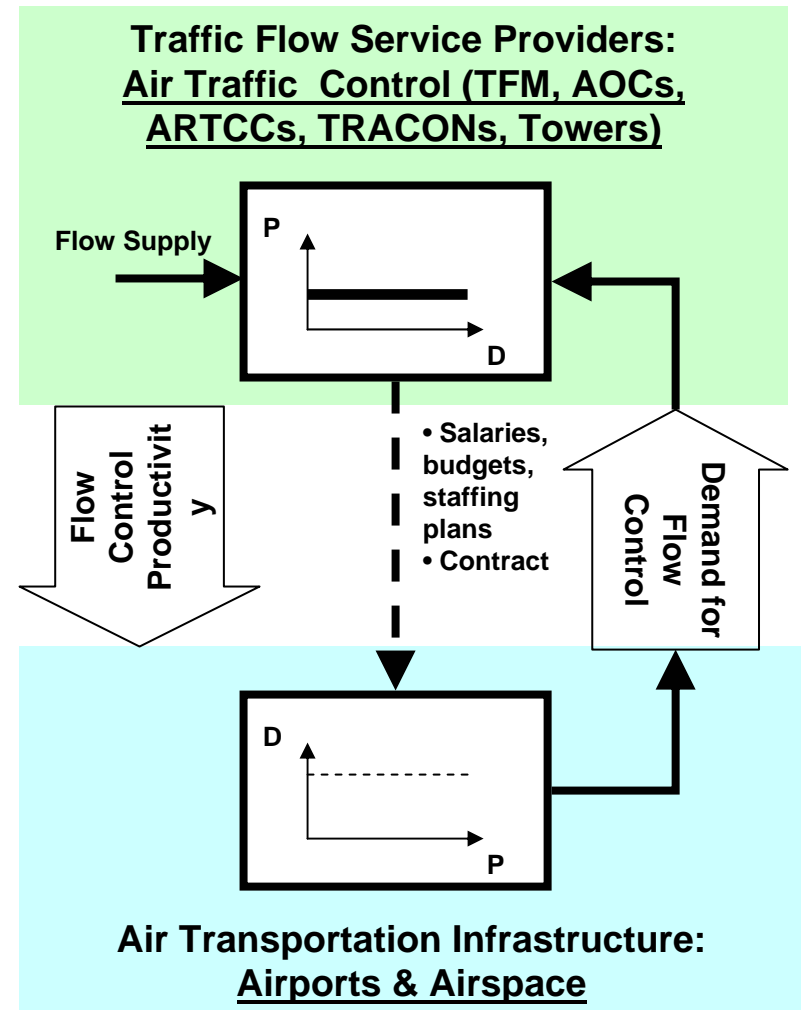 Traffic Flow Service Providers:
Air Traffic Control (TFM, AOCs,
ARTCCs, TRACONs, Towers)
Flow Supply
P
D
Flow
Control
Productivit
y
• Salaries,
budgets,
staffing
plans
• Contract
Demand for
Flow
Control
D
P
Air Transportation Infrastructure:
Airports & Airspace